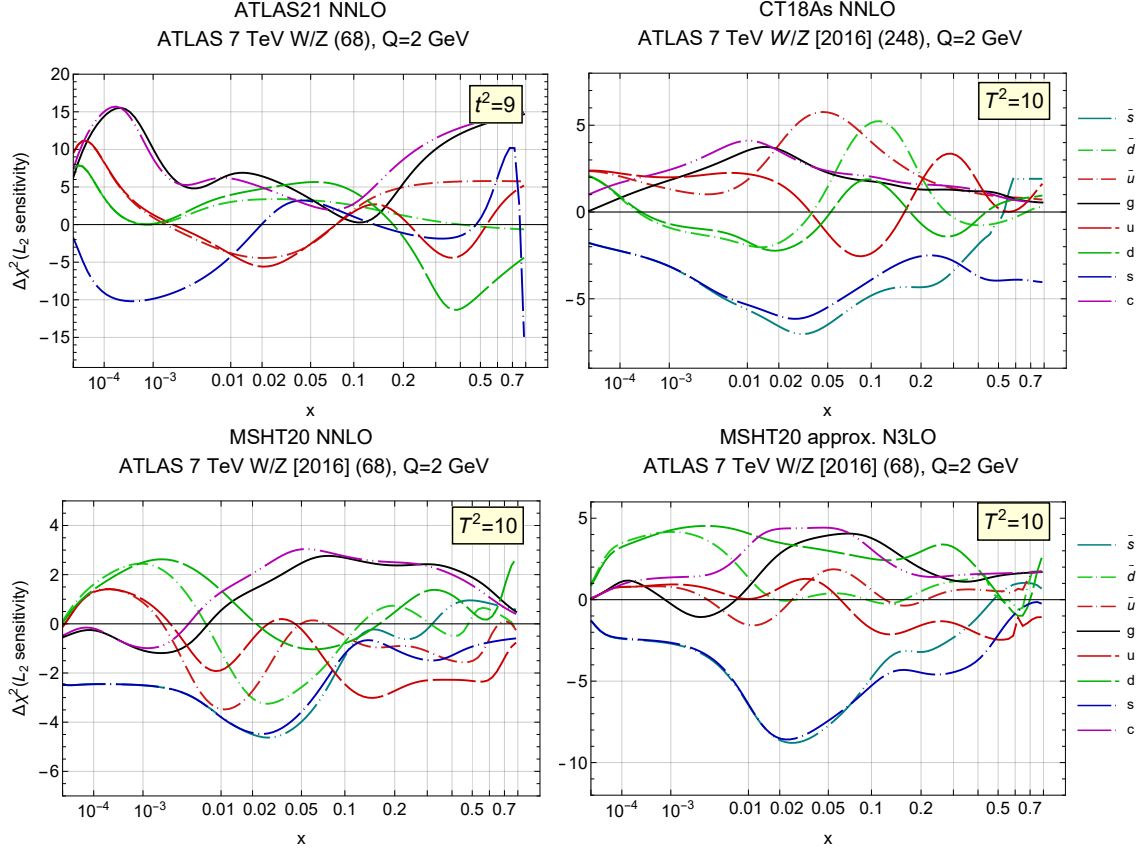 ATLAS21 NNLO
ATLAS 7 TeV W/Z (68), Q=2 GeV
t²=9
Δχ²(L₂ sensitivity)
20
15
10
5
0
−5
−10
−15
10⁻⁴ 10⁻³ 0.01 0.02 0.05 0.1 0.2 0.5 0.7
x
CT18As NNLO
ATLAS 7 TeV W/Z [2016] (248), Q=2 GeV
T²=10
5
0
−5
10⁻⁴ 10⁻³ 0.01 0.02 0.05 0.1 0.2 0.5 0.7
x
s̄
d̄
ū
g
u
d
s
c
MSHT20 NNLO
ATLAS 7 TeV W/Z [2016] (68), Q=2 GeV
T²=10
Δχ²(L₂ sensitivity)
4
2
0
−2
−4
−6
10⁻⁴ 10⁻³ 0.01 0.02 0.05 0.1 0.2 0.5 0.7
x
MSHT20 approx. N3LO
ATLAS 7 TeV W/Z [2016] (68), Q=2 GeV
T²=10
5
0
−5
−10
10⁻⁴ 10⁻³ 0.01 0.02 0.05 0.1 0.2 0.5 0.7
x
s̄
d̄
ū
g
u
d
s
c